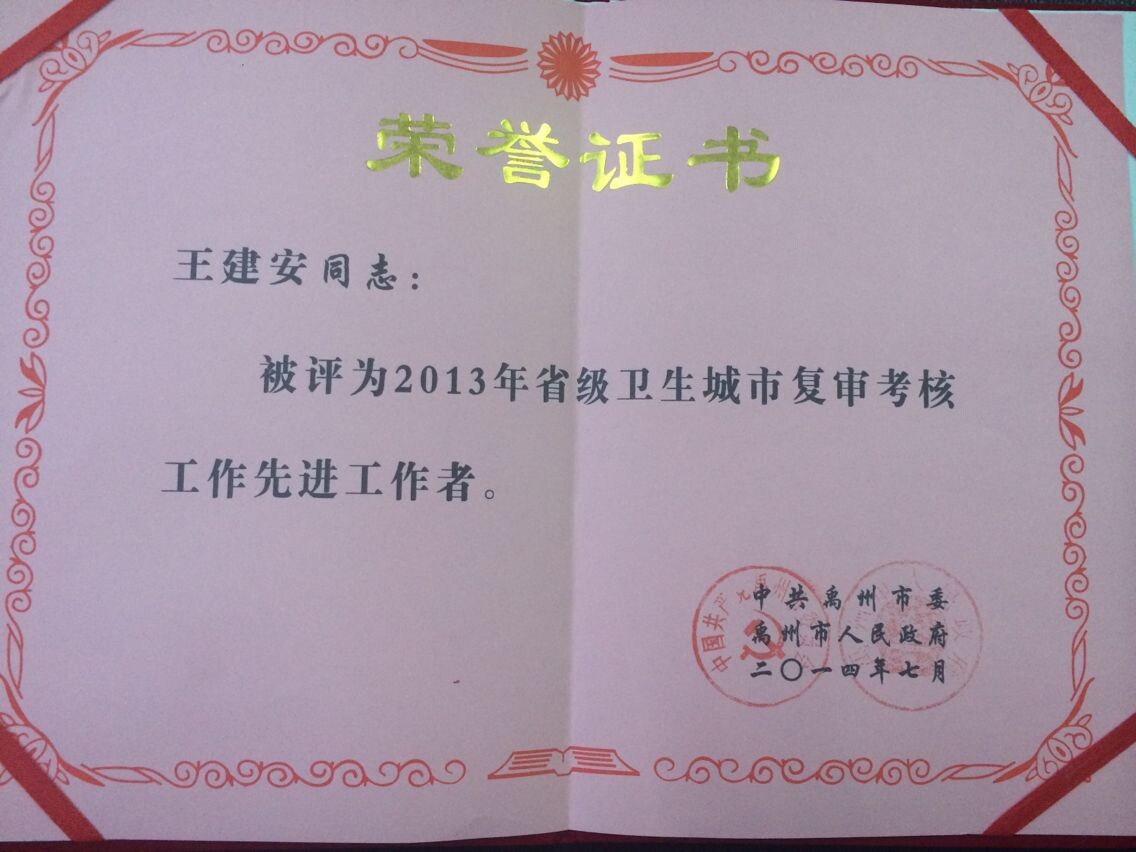 荣誉证书
王建安同志:
被评为2013年省级卫生城市复审考核
工作先进工作者。
中共禹州市委
禹州市人民政府
二〇一四年七月